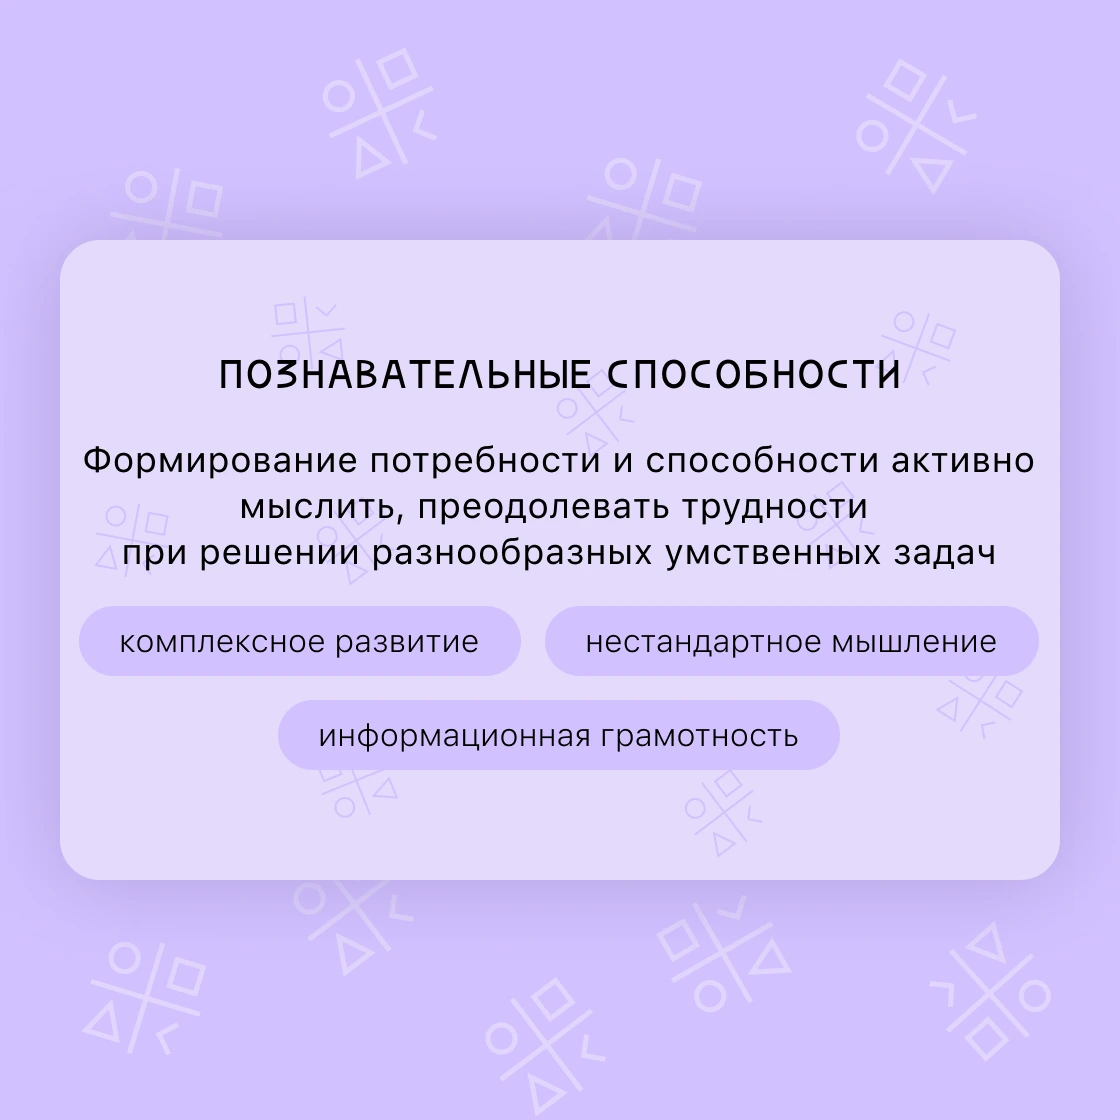 ПОЗНАВАТЕЛЬНЫЕ СПОСОБНОСТИ
Формирование потребности и способности активно
мыслить, преодолевать трудности
при решении разнообразных умственных задач
комплексное развитие
нестандартное мышление
информационная грамотность